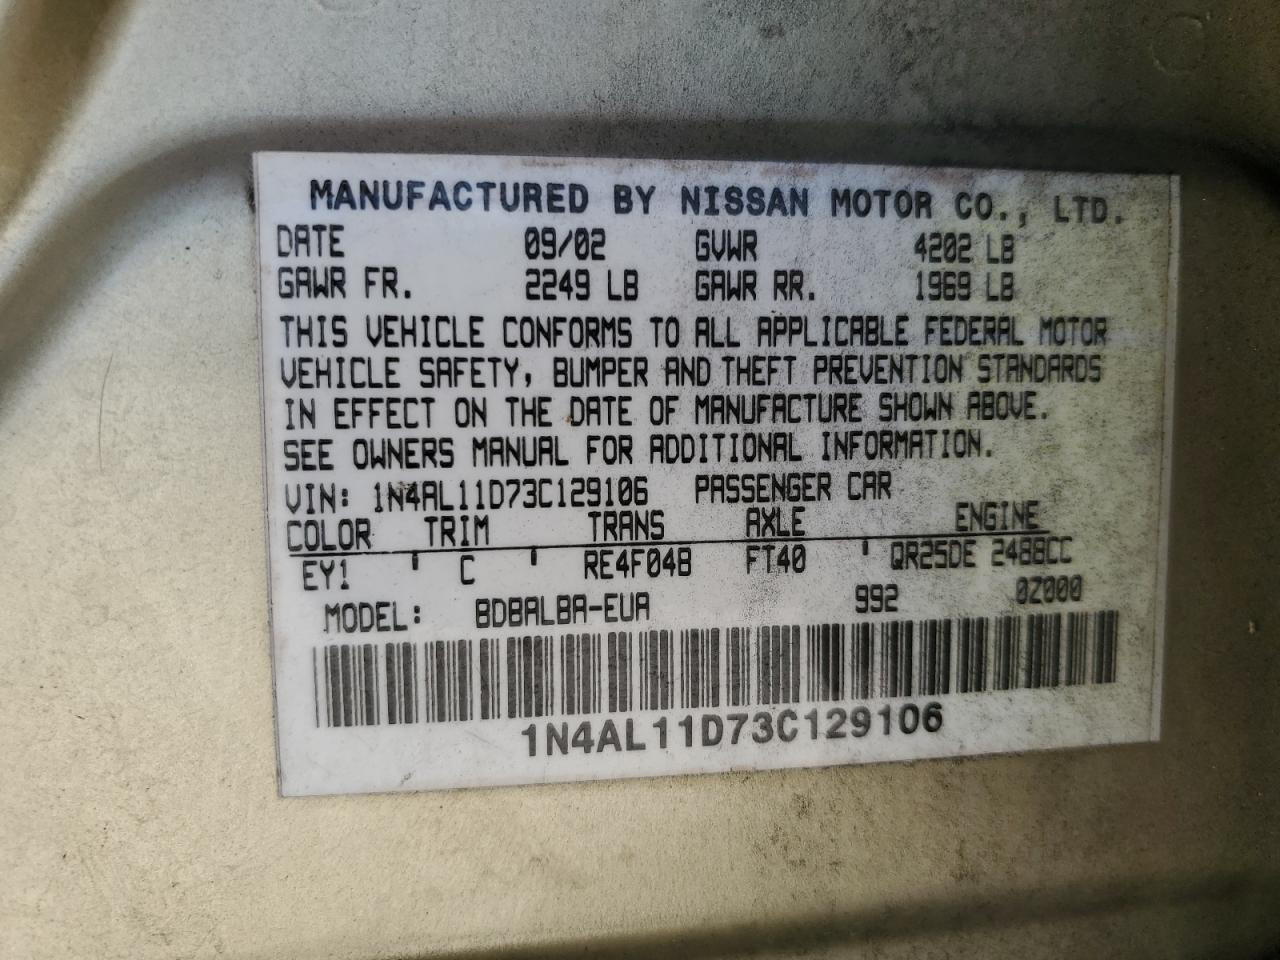 MANUFACTURED BY NISSAN MOTOR CO., LTD.
DATE 09/02 GVWR 4202 LB
GAWR FR. 2249 LB GAWR RR. 1969 LB
THIS VEHICLE CONFORMS TO ALL APPLICABLE FEDERAL MOTOR
VEHICLE SAFETY, BUMPER AND THEFT PREVENTION STANDARDS
IN EFFECT ON THE DATE OF MANUFACTURE SHOWN ABOVE.
SEE OWNERS MANUAL FOR ADDITIONAL INFORMATION.
VIN: 1N4AL11D73C129106 PASSENGER CAR
COLOR TRIM TRANS AXLE ENGINE
EY1 ' C ' RE4F04B FT40 ' QR25DE 2488CC
MODEL: BDBALBA-EUA 992 0Z000
1N4AL11D73C129106